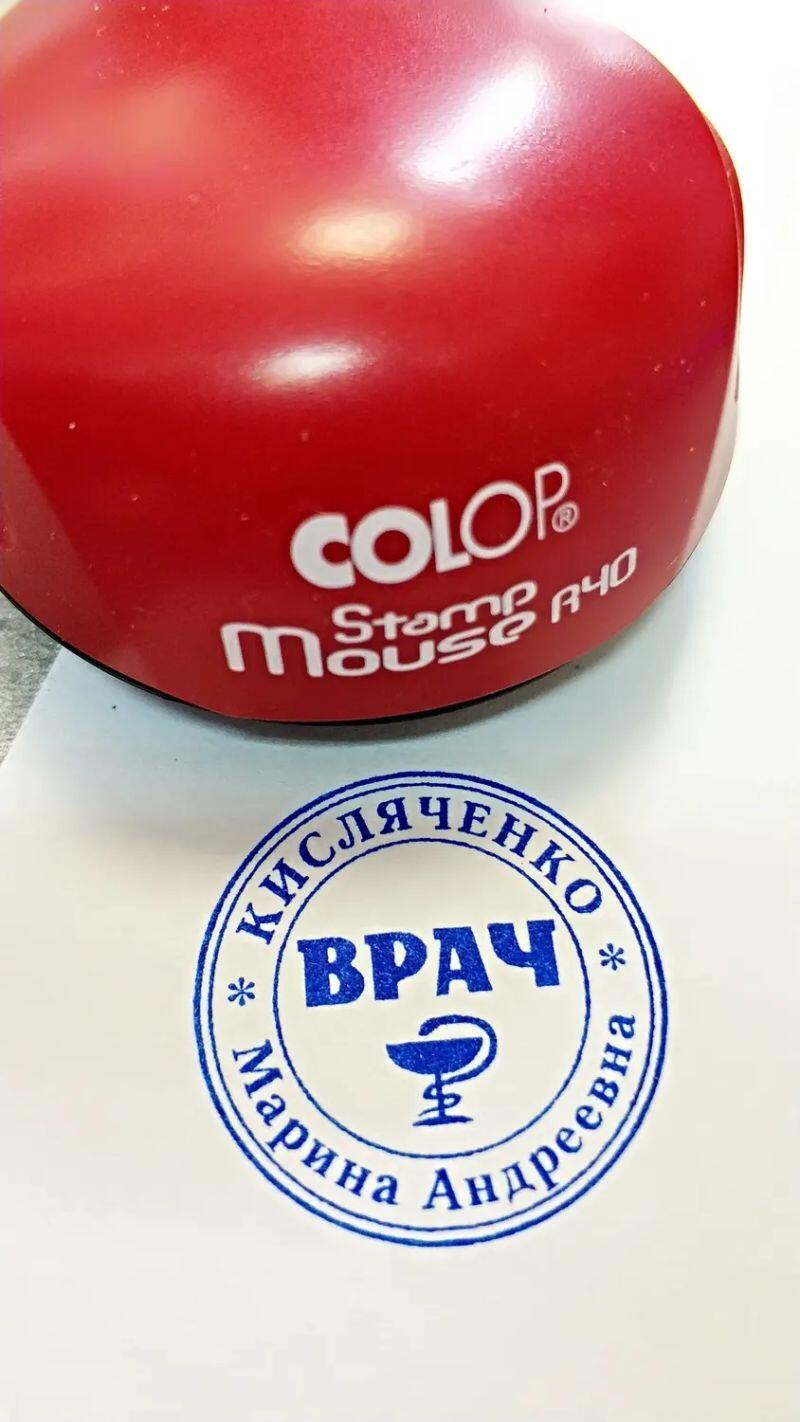 COLOP®
Stamp
mouse R40
КИСЛЯЧЕНКО
ВРАЧ
* Марина Андреевна *